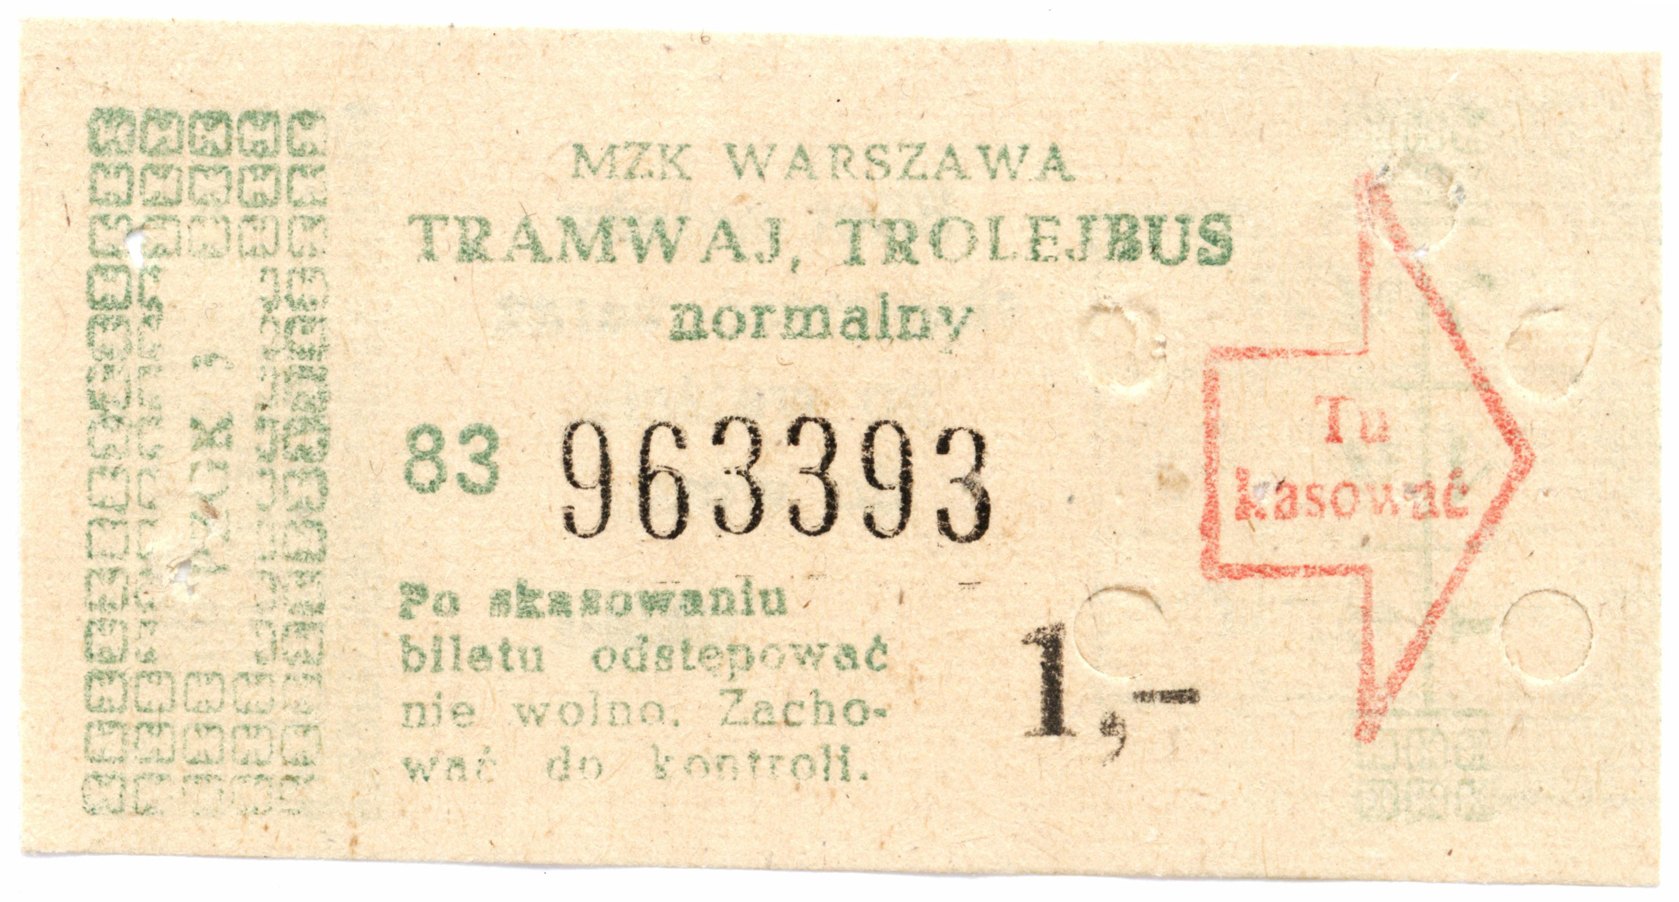 MZK WARSZAWA
TRAMWAJ, TROLEJBUS
normalny
83 963393
Po skasowaniu
biletu odstępować
nie wolno. Zacho-
wać do kontroli.
1,-
Tu
kasować